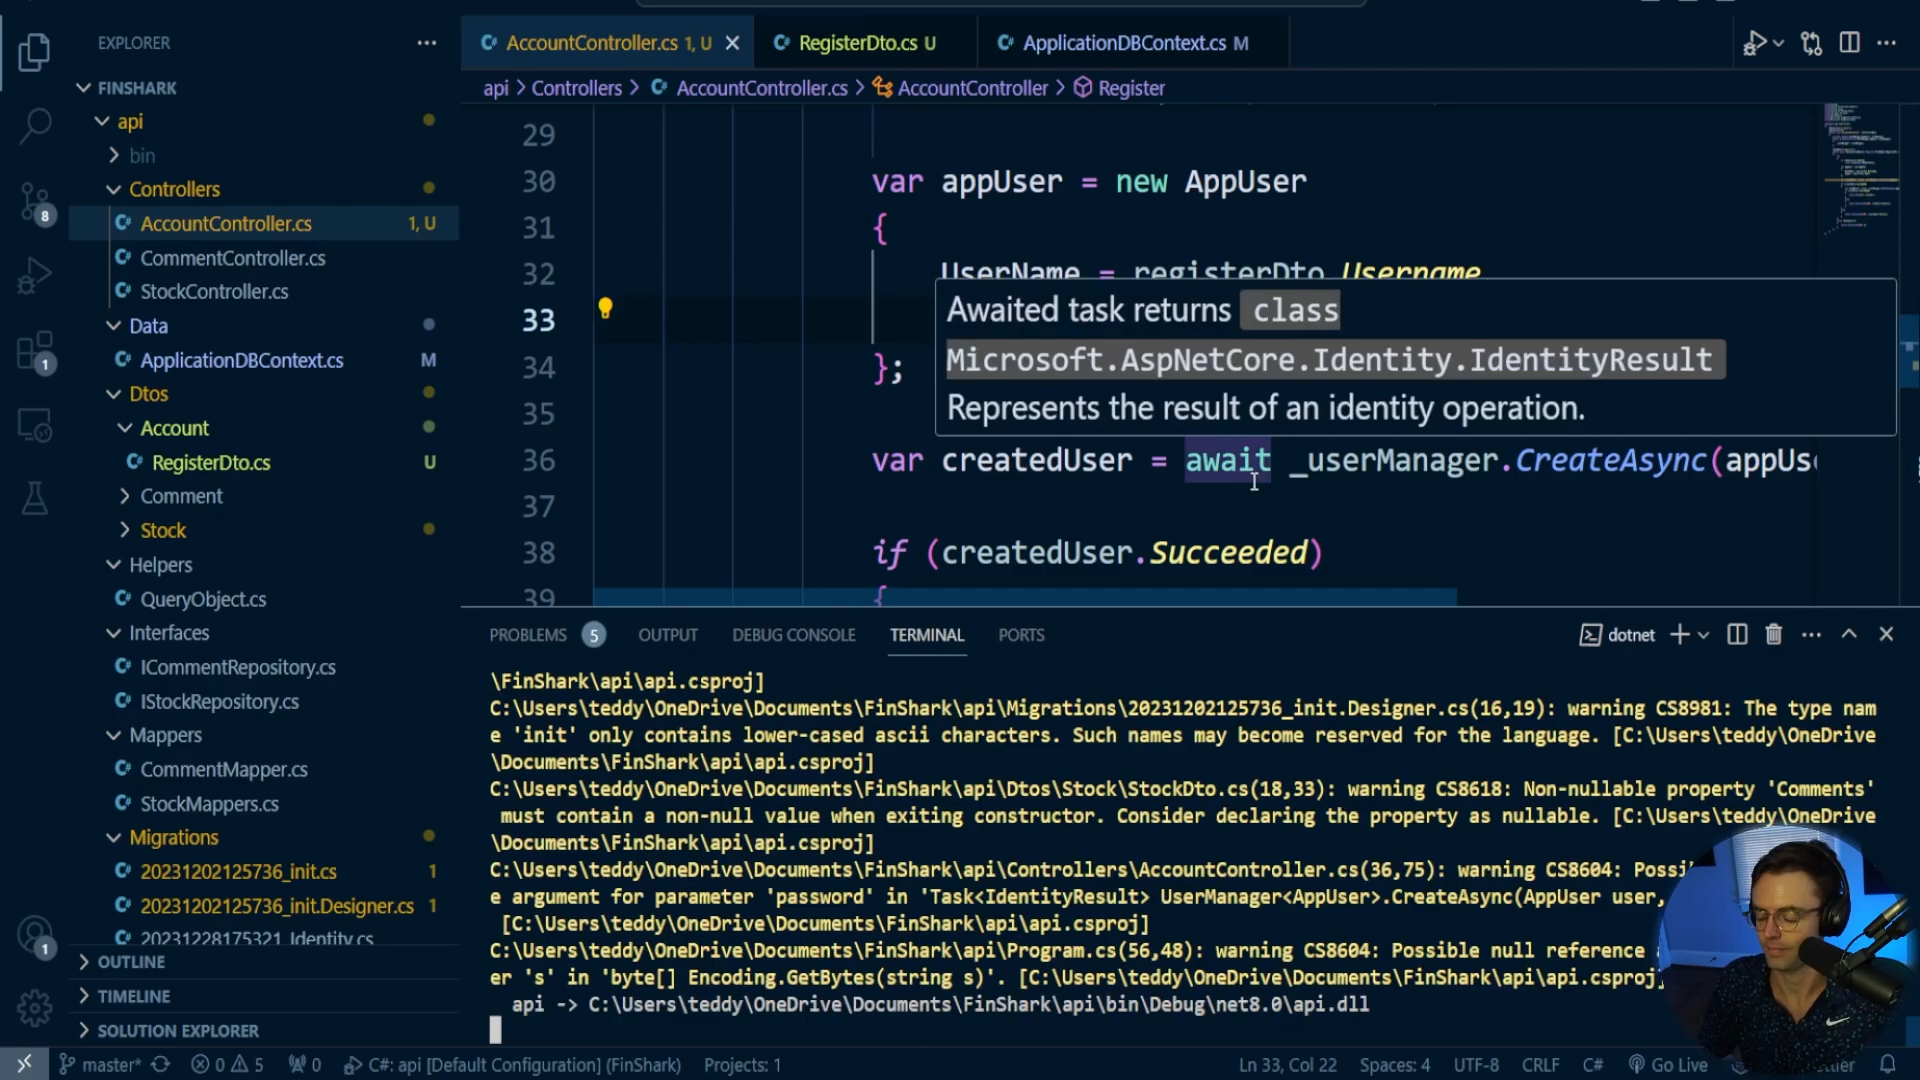 EXPLORER
FINSHARK
api
bin
Controllers
AccountController.cs 1, U
CommentController.cs
StockController.cs
Data
ApplicationDBContext.cs M
Dtos
Account
RegisterDto.cs U
Comment
Stock
Helpers
QueryObject.cs
Interfaces
ICommentRepository.cs
IStockRepository.cs
Mappers
CommentMapper.cs
StockMappers.cs
Migrations
20231202125736_init.cs 1
20231202125736_init.Designer.cs 1
20231228175321_Identity.cs
OUTLINE
TIMELINE
SOLUTION EXPLORER
8
1
1
AccountController.cs 1, U
RegisterDto.cs U
ApplicationDBContext.cs M
api > Controllers > AccountController.cs > AccountController > Register
29
30 var appUser = new AppUser
31 {
32 UserName = registerDto.Username
33
34 };
35
36 var createdUser = await _userManager.CreateAsync(appUs
37
38 if (createdUser.Succeeded)
39 {
Awaited task returns class
Microsoft.AspNetCore.Identity.IdentityResult
Represents the result of an identity operation.
PROBLEMS 5 OUTPUT DEBUG CONSOLE TERMINAL PORTS
dotnet
\FinShark\api\api.csproj]
C:\Users\teddy\OneDrive\Documents\FinShark\api\Migrations\20231202125736_init.Designer.cs(16,19): warning CS8981: The type nam
e 'init' only contains lower-cased ascii characters. Such names may become reserved for the language. [C:\Users\teddy\OneDrive
\Documents\FinShark\api\api.csproj]
C:\Users\teddy\OneDrive\Documents\FinShark\api\Dtos\Stock\StockDto.cs(18,33): warning CS8618: Non-nullable property 'Comments'
must contain a non-null value when exiting constructor. Consider declaring the property as nullable. [C:\Users\teddy\OneDrive
\Documents\FinShark\api\api.csproj]
C:\Users\teddy\OneDrive\Documents\FinShark\api\Controllers\AccountController.cs(36,75): warning CS8604:
e argument for parameter 'password' in 'Task<IdentityResult> UserManager<AppUser>.CreateAsync(AppUser user,
[C:\Users\teddy\OneDrive\Documents\FinShark\api\api.csproj]
C:\Users\teddy\OneDrive\Documents\FinShark\api\Program.cs(56,48): warning CS8604: Possible null reference
er 's' in 'byte[] Encoding.GetBytes(string s)'. [C:\Users\teddy\OneDrive\Documents\FinShark\api\api.csproj]
api -> C:\Users\teddy\OneDrive\Documents\FinShark\api\bin\Debug\net8.0\api.dll
master* 0 5 0 C#: api [Default Configuration] (FinShark) Projects: 1 Ln 33, Col 22 Spaces: 4 UTF-8 CRLF C# Go Live